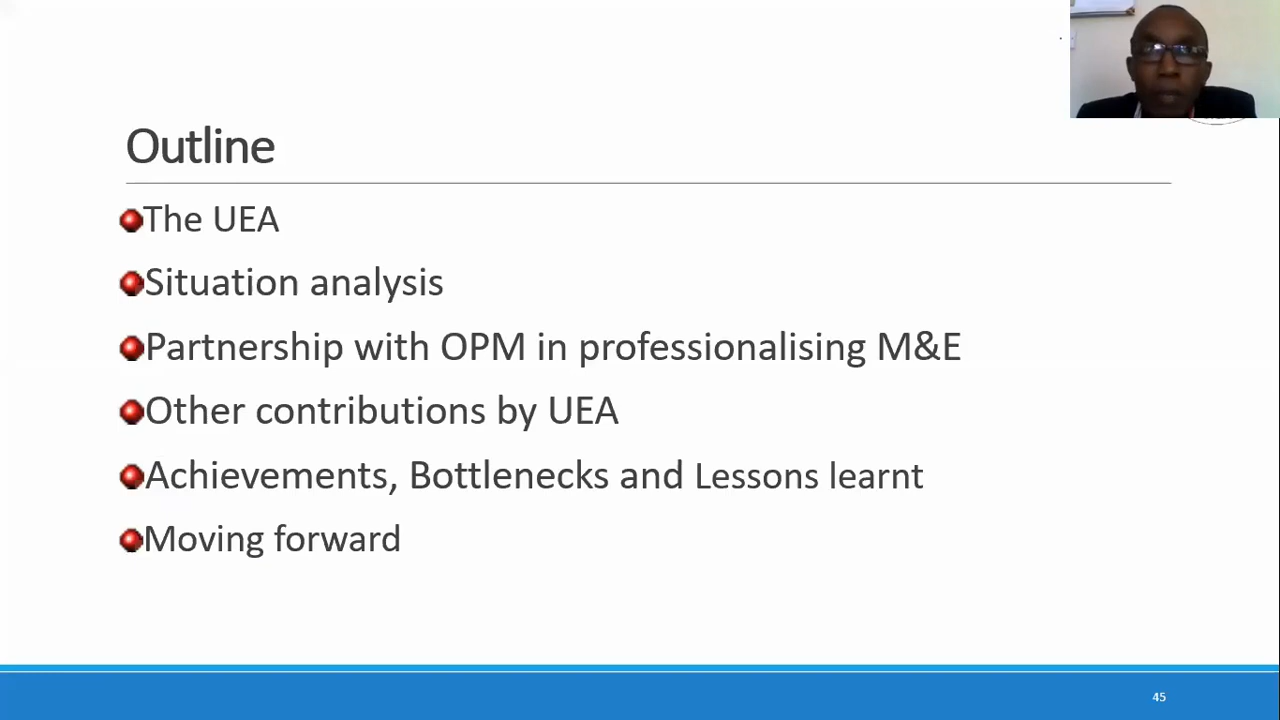 Outline
The UEA
Situation analysis
Partnership with OPM in professionalising M&E
Other contributions by UEA
Achievements, Bottlenecks and Lessons learnt
Moving forward
45